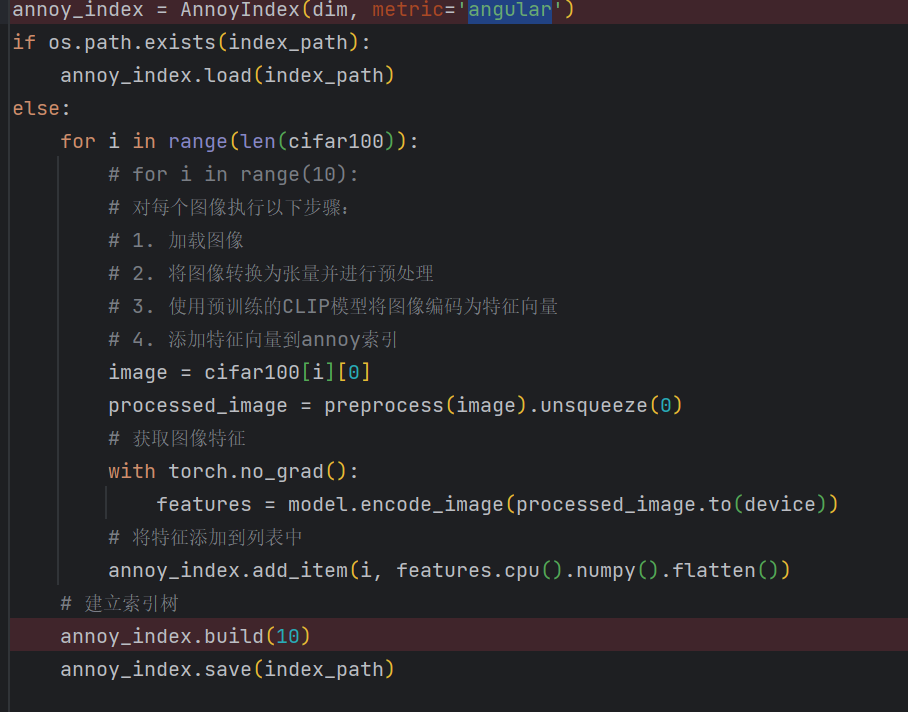 annoy_index = AnnoyIndex(dim, metric='angular')
if os.path.exists(index_path):
    annoy_index.load(index_path)
else:
    for i in range(len(cifar100)):
        # for i in range(10):
        # 对每个图像执行以下步骤：
        # 1. 加载图像
        # 2. 将图像转换为张量并进行预处理
        # 3. 使用预训练的CLIP模型将图像编码为特征向量
        # 4. 添加特征向量到annoy索引
        image = cifar100[i][0]
        processed_image = preprocess(image).unsqueeze(0)
        # 获取图像特征
        with torch.no_grad():
            features = model.encode_image(processed_image.to(device))
        # 将特征添加到列表中
        annoy_index.add_item(i, features.cpu().numpy().flatten())
    # 建立索引树
    annoy_index.build(10)
    annoy_index.save(index_path)